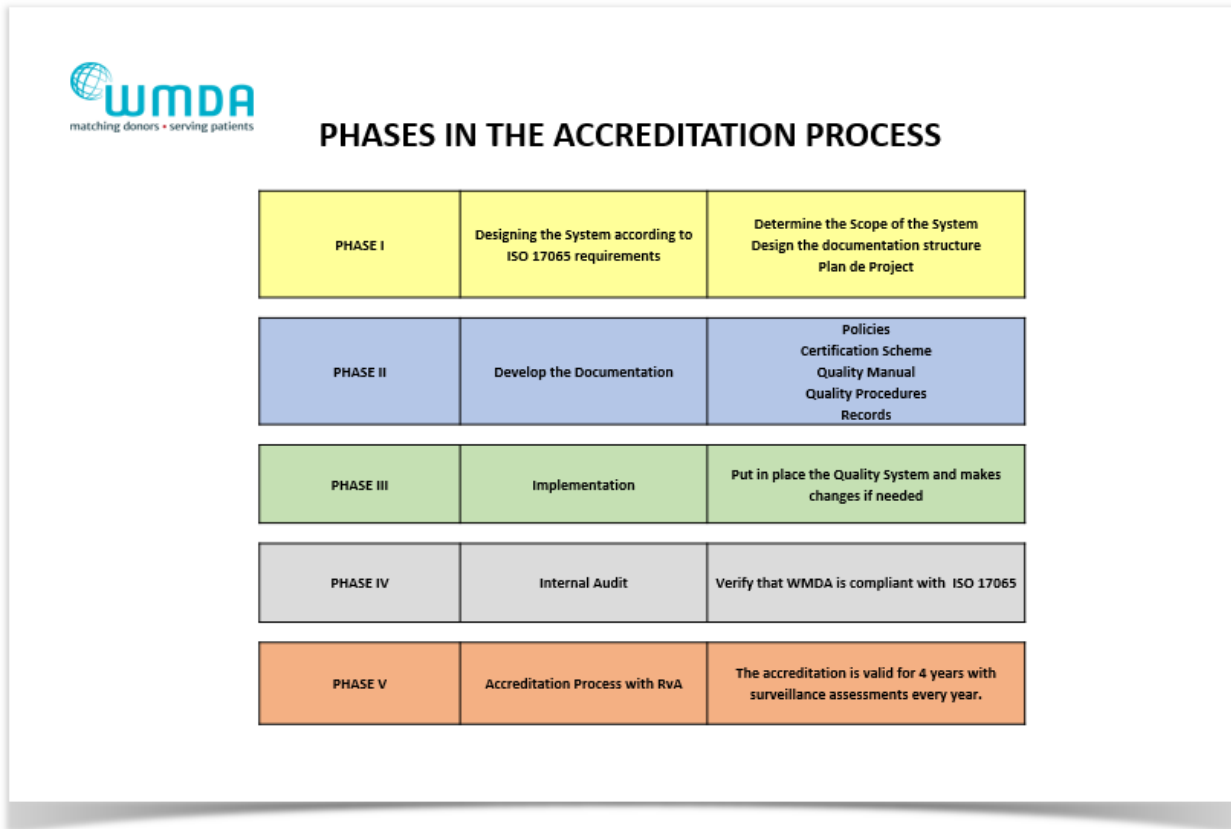 WMDA
matching donors • serving patients
PHASES IN THE ACCREDITATION PROCESS
PHASE I
Designing the System according to
ISO 17065 requirements
Determine the Scope of the System
Design the documentation structure
Plan de Project
PHASE II
Develop the Documentation
Policies
Certification Scheme
Quality Manual
Quality Procedures
Records
PHASE III
Implementation
Put in place the Quality System and makes
changes if needed
PHASE IV
Internal Audit
Verify that WMDA is compliant with ISO 17065
PHASE V
Accreditation Process with RvA
The accreditation is valid for 4 years with
surveillance assessments every year.